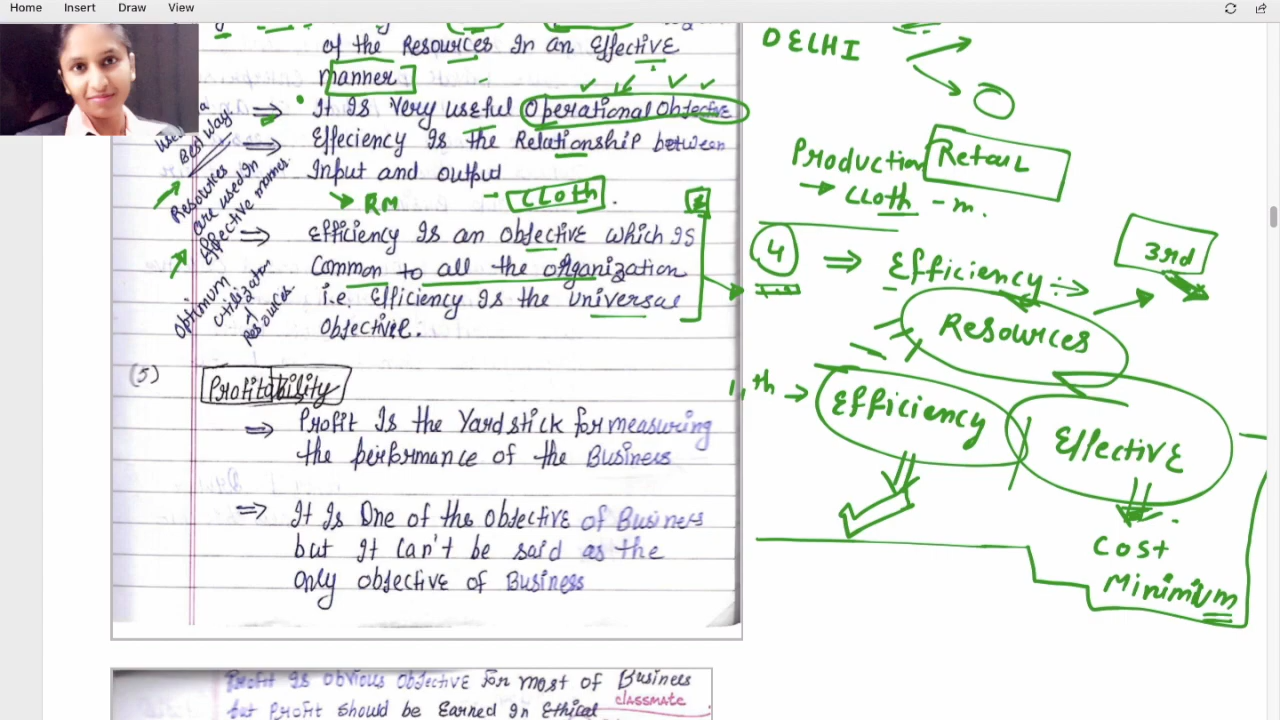 Home Insert Draw View
of the Resources In an Effective
manner
⇒ It Is Very useful Operational Objective
⇒ Effeciency Is the Relationship between
Input and output
→ RM - CLOTH .
⇒ Efficiency Is an objective which Is
Common to all the organization
i.e. Efficiency Is the Universal
Objective.
Best Way.
Resources
are used In
Effective manner
Optimum
utilization
of
Resources.
(5) Profitability
⇒ Profit Is the Yardstick for measuring
the performance of the Business
⇒ It Is One of the objective of Business
but It Can't be said as the
only objective of Business
Profit Is obvious objective For most of Business
classmate
but Profit should be Earned In Ethical
DELHI
Production Retail
→ CLoth - m.
4 ⇒ Efficiency :→
3rd
Resources
11th → Efficiency
Effective
Cost
Minimium